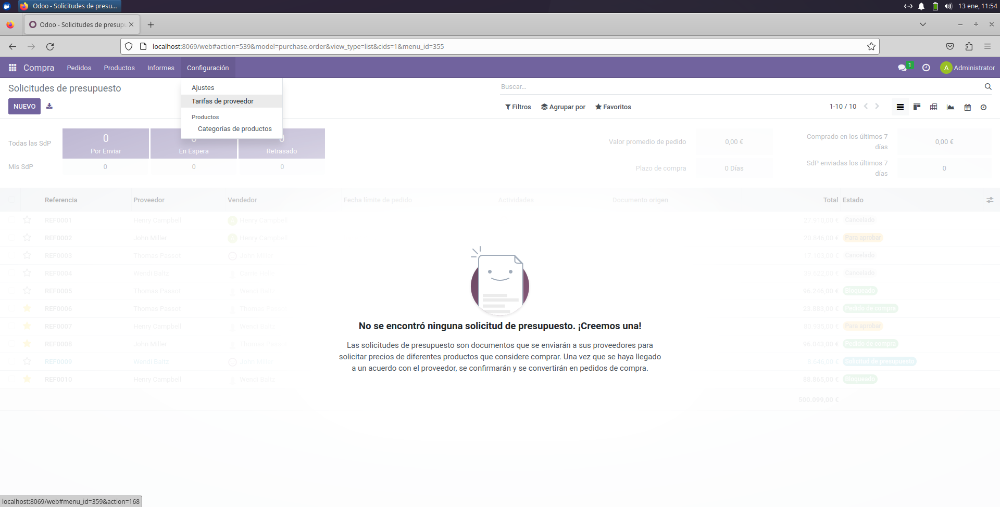 Odoo - Solicitudes de presu...
13 ene, 11:54
Odoo - Solicitudes de presupu
localhost:8069/web#action=539&model=purchase.order&view_type=list&cids=1&menu_id=355
Compra Pedidos Productos Informes Configuración
1 A Administrator
Ajustes
Tarifas de proveedor
Productos
Categorías de productos
Solicitudes de presupuesto
Buscar...
NUEVO
Filtros Agrupar por Favoritos
1-10 / 10
Todas las SdP
0 Por Enviar
0 En Espera
0 Retrasado
Mis SdP 0 0 0
Valor promedio de pedido 0,00 €
Comprado en los últimos 7
días
0,00 €
Plazo de compra 0 Días
SdP enviadas los últimos 7
días
0
Referencia Proveedor Vendedor Fecha límite de pedido Actividades Documento origen Total Estado
REF0001 Henry Campbell Henry Campbell 27.910,00 € Cancelado
REF0002 John Miller Henry Campbell 20.846,00 € Para aprobar
REF0003 Thomas Passot John Miller 17.103,00 € Cancelado
REF0004 Wendi Baltz 39.622,00 € Cancelado
REF0005 Thomas Passot Wendi Baltz 96.246,00 € Bloqueado
REF0006 Thomas Passot Thomas Passot 23.883,00 € Pedido de compra
REF0007 Henry Campbell Wendi Baltz 80.935,00 € Para aprobar
REF0008 John Miller Thomas Passot 96.043,00 € Pedido de compra
REF0009 Wendi Baltz John Miller 8.646,00 € Solicitud de presupuesto
REF0010 Henry Campbell Wendi Baltz 88.865,00 € Bloqueado
500.099,00 €
No se encontró ninguna solicitud de presupuesto. ¡Creemos una!
Las solicitudes de presupuesto son documentos que se enviarán a sus proveedores para
solicitar precios de diferentes productos que considere comprar. Una vez que se haya llegado
a un acuerdo con el proveedor, se confirmarán y se convertirán en pedidos de compra.
localhost:8069/web#menu_id=359&action=168